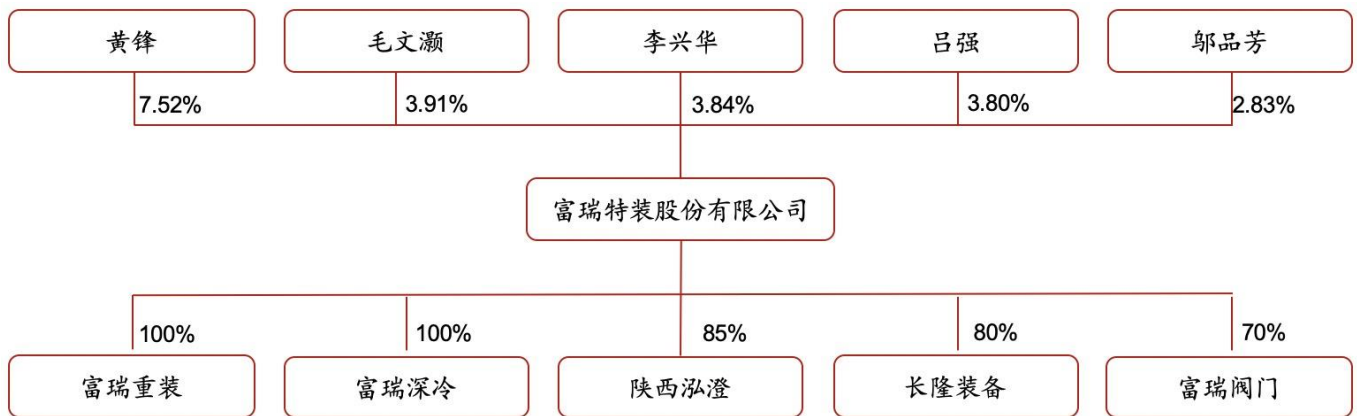 黄锋 毛文灏 李兴华 吕强 邬品芳
7.52% 3.91% 3.84% 3.80% 2.83%
富瑞特装股份有限公司
100% 100% 85% 80% 70%
富瑞重装 富瑞深冷 陕西泓澄 长隆装备 富瑞阀门